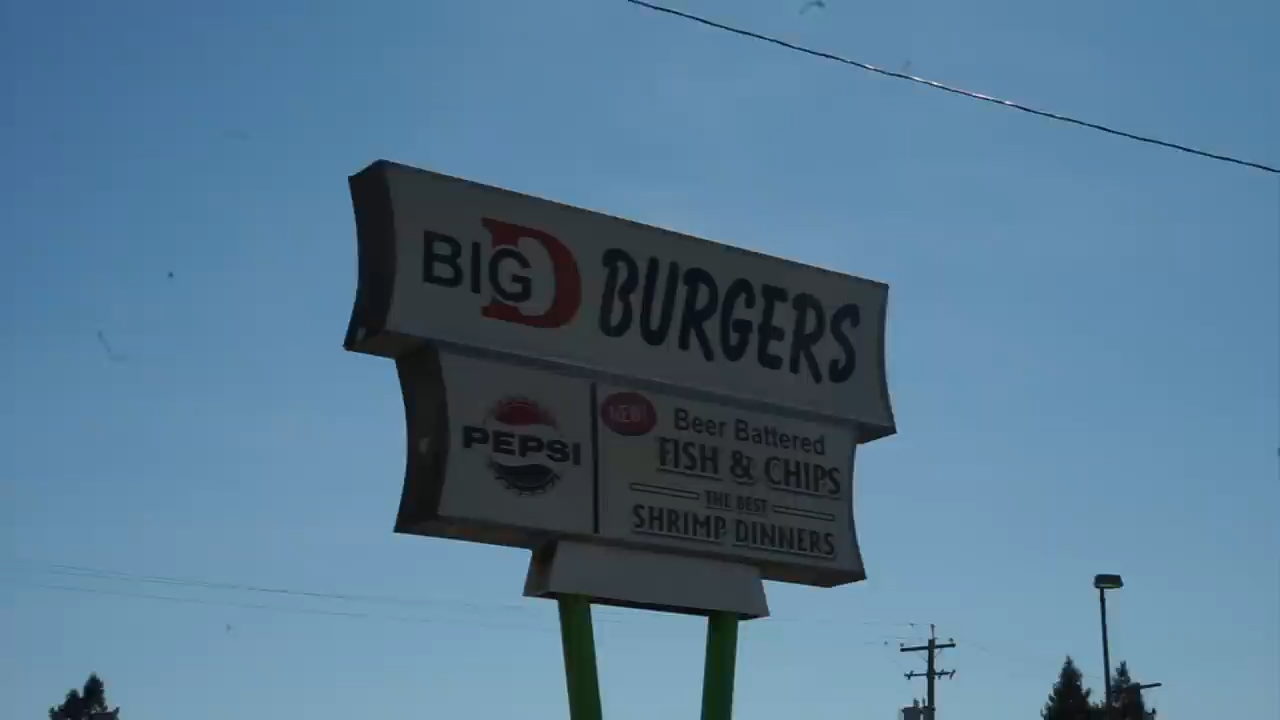 BIG D BURGERS
PEPSI
NEW!
Beer Battered
FISH & CHIPS
THE BEST
SHRIMP DINNERS